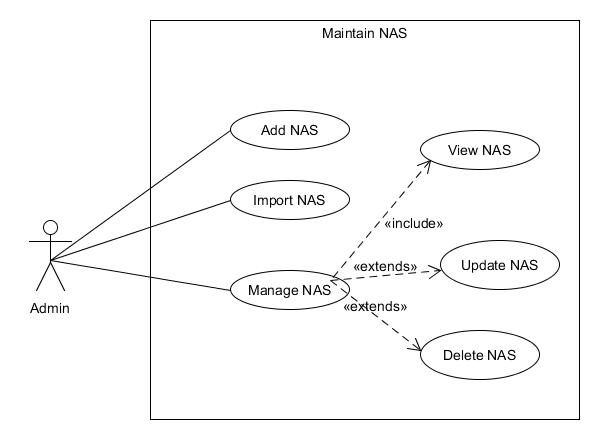 Maintain NAS
Add NAS
View NAS
Import NAS
«include»
«extends»
Update NAS
Manage NAS
«extends»
Admin
Delete NAS